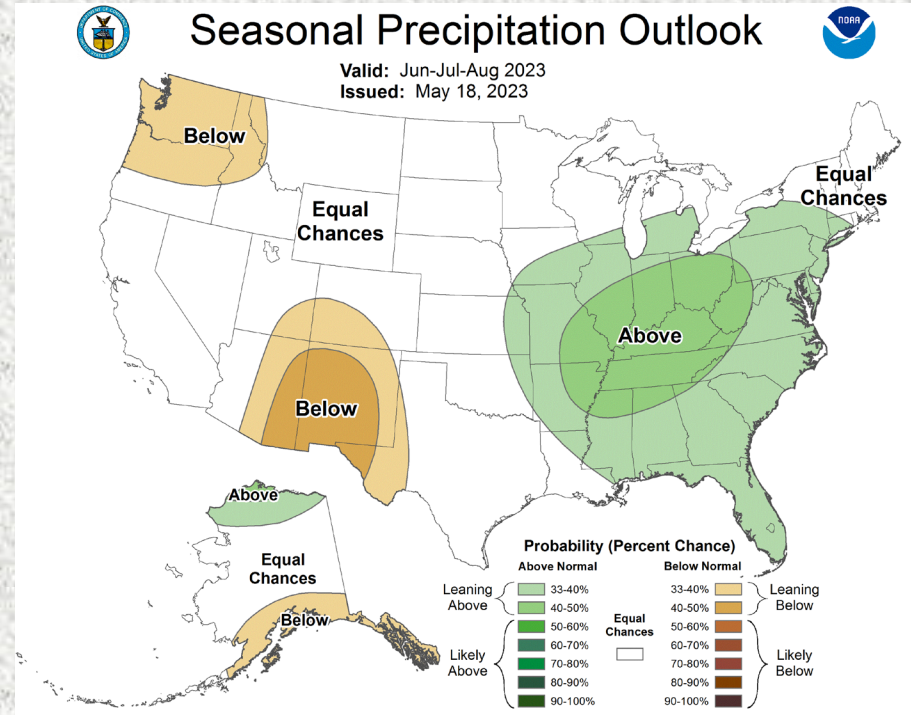 Seasonal Precipitation Outlook
NOAA
Valid: Jun-Jul-Aug 2023
Issued: May 18, 2023
Below
Equal
Chances
Equal
Chances
Above
Below
Above
Equal
Chances
Below
Probability (Percent Chance)
Above Normal
Below Normal
Leaning
Above
33-40%
40-50%
Likely
Above
50-60%
60-70%
70-80%
80-90%
90-100%
Equal
Chances
33-40%
40-50%
Leaning
Below
50-60%
60-70%
70-80%
80-90%
90-100%
Likely
Below